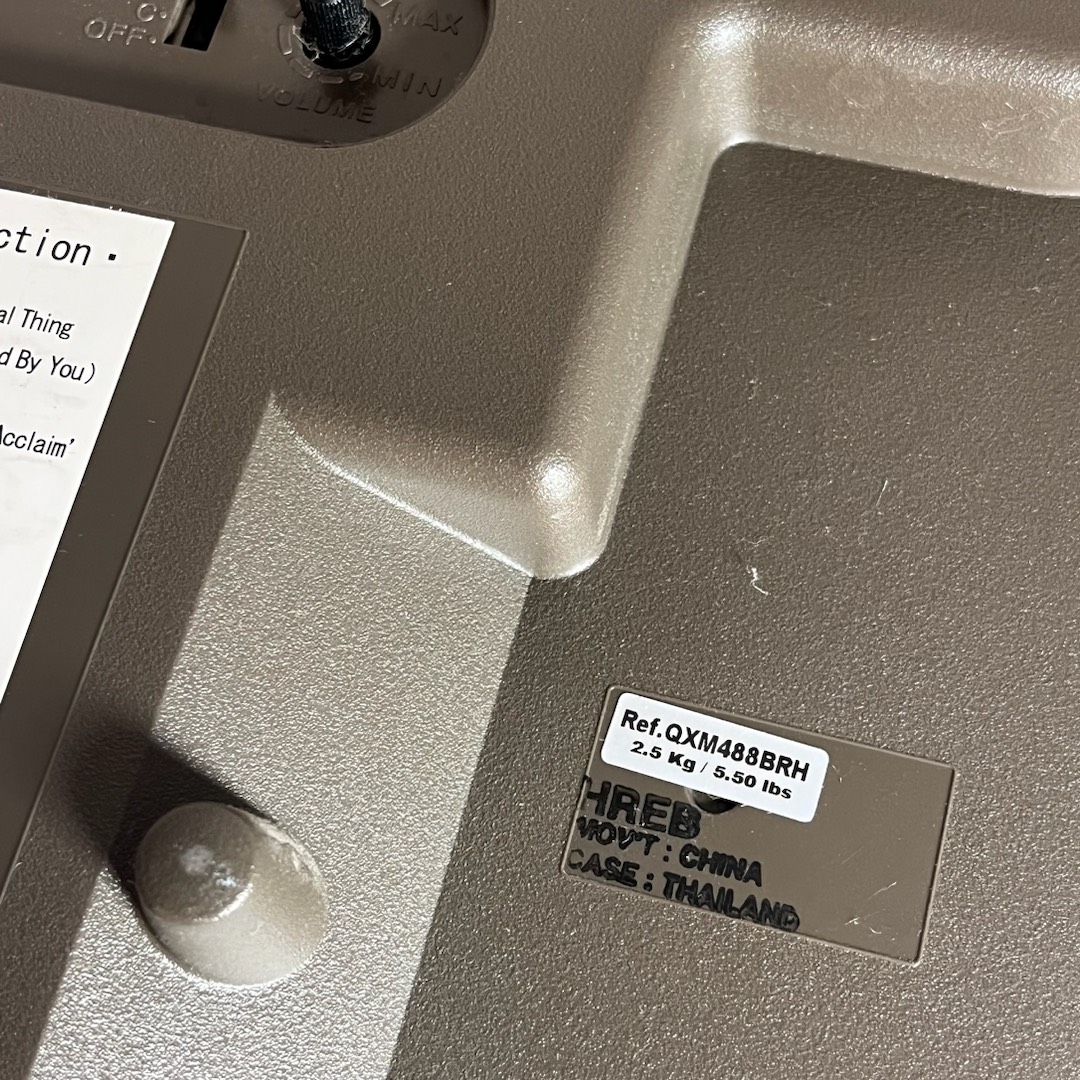 C·
OFF·
MAX
MIN
VOLUME
ction ·
al Thing
d By You)
Acclaim'
Ref.QXM488BRH
2.5 Kg / 5.50 lbs
HREB
MOV'T : CHINA
CASE : THAILAND